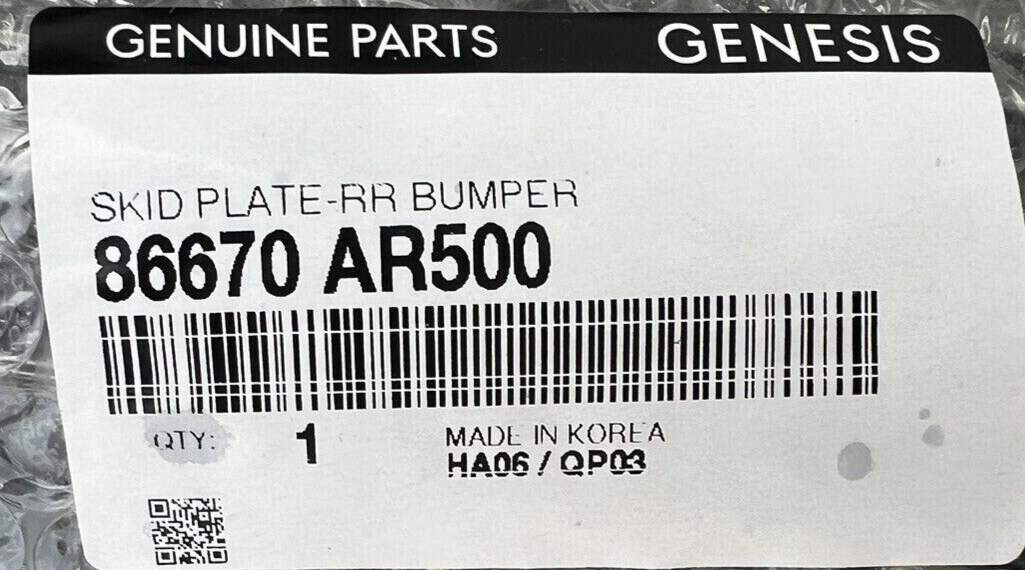 GENUINE PARTS GENESIS
SKID PLATE-RR BUMPER
86670 AR500
QTY: 1 MADE IN KOREA
HA06 / QP03